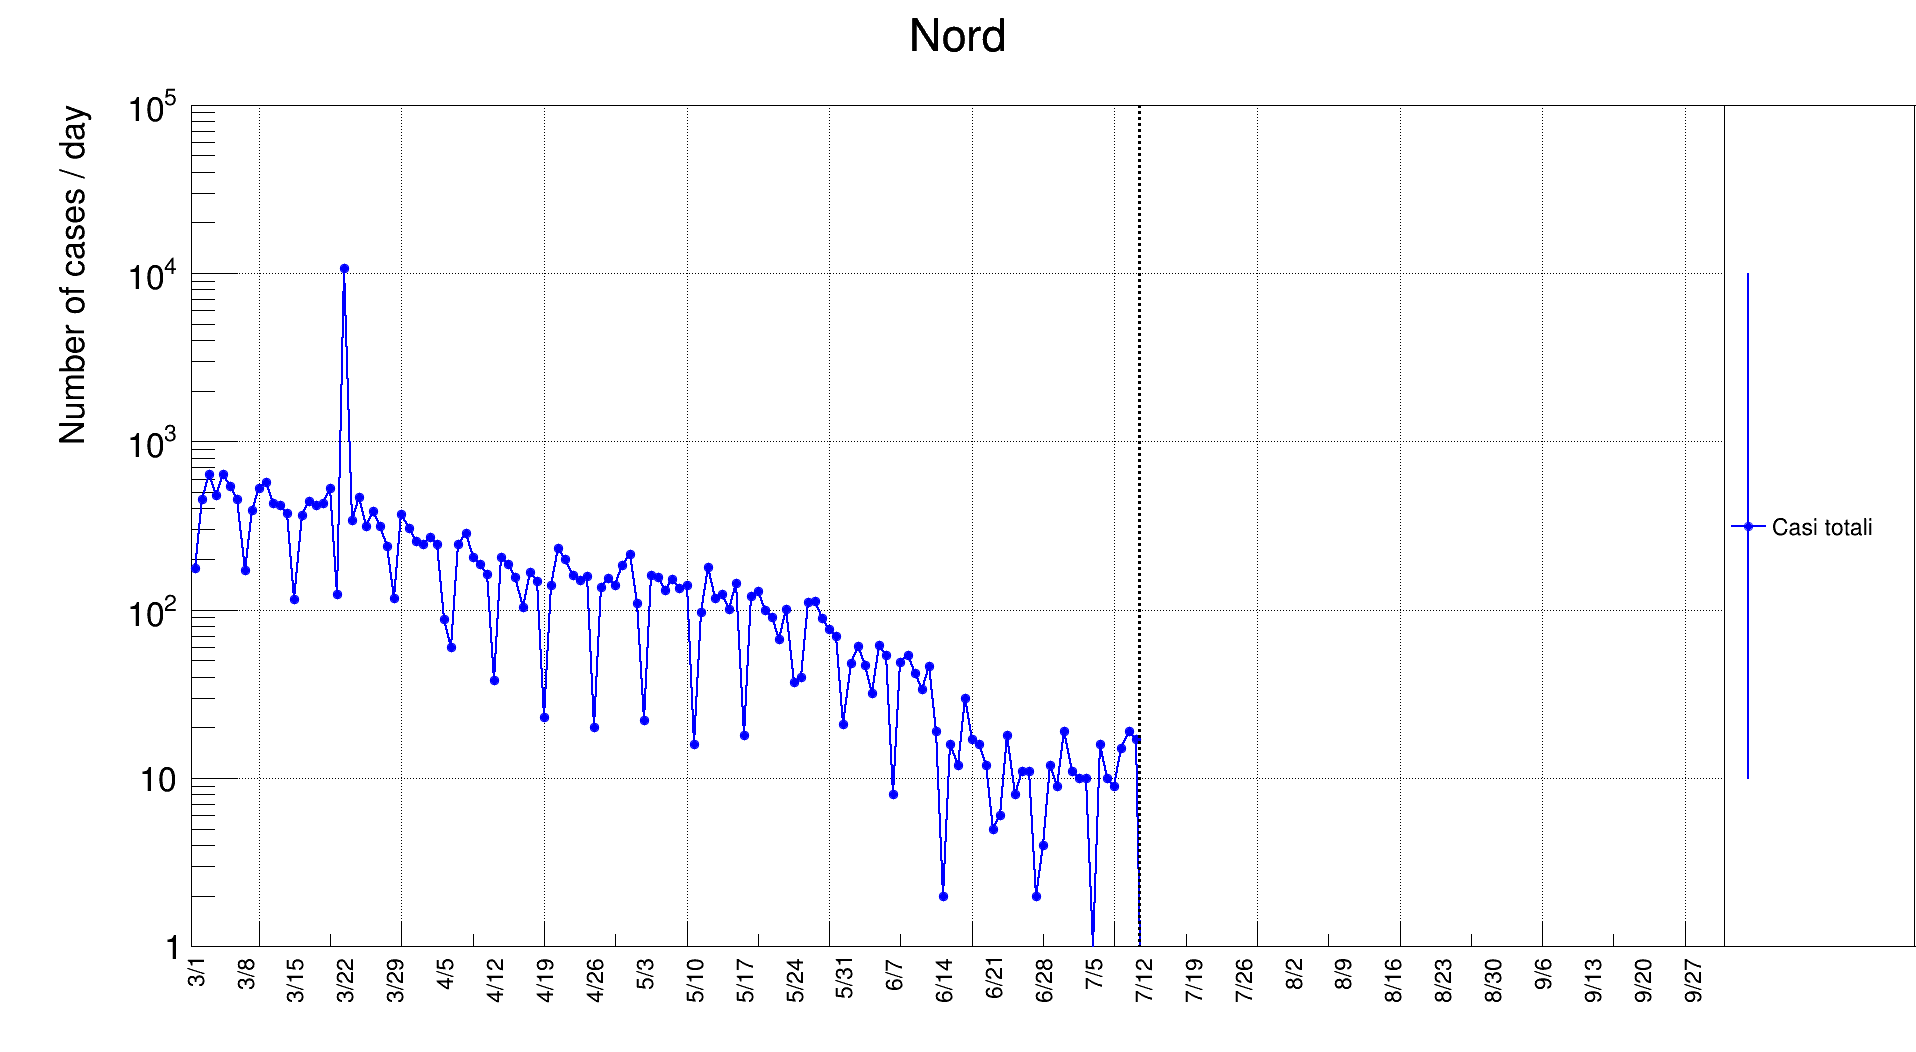 Nord
Number of cases / day
10^5
10^4
10^3
10^2
10
1
3/1 3/8 3/15 3/22 3/29 4/5 4/12 4/19 4/26 5/3 5/10 5/17 5/24 5/31 6/7 6/14 6/21 6/28 7/5 7/12 7/19 7/26 8/2 8/9 8/16 8/23 8/30 9/6 9/13 9/20 9/27
Casi totali